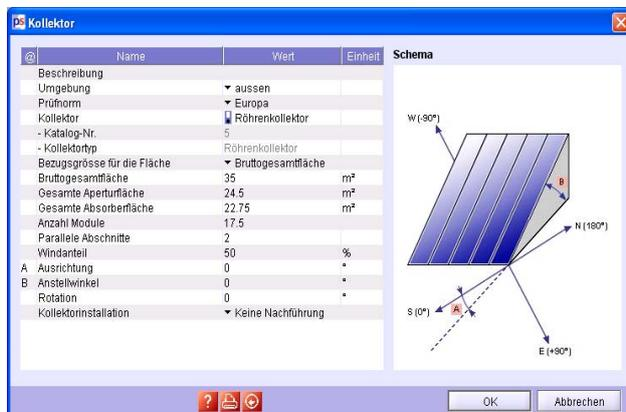 ps Kollektor
@ Name Wert Einheit
Beschreibung
Umgebung aussen
Prüfnorm Europa
Kollektor Röhrenkollektor
- Katalog-Nr. 5
- Kollektortyp Röhrenkollektor
Bezugsgrösse für die Fläche Bruttogesamtfläche
Bruttogesamtfläche 35 m²
Gesamte Aperturfläche 24.5 m²
Gesamte Absorberfläche 22.75 m²
Anzahl Module 17.5
Parallele Abschnitte 2
Windanteil 50 %
A Ausrichtung 0 °
B Anstellwinkel 0 °
Rotation 0 °
Kollektorinstallation Keine Nachführung
Schema
W (-90°)
B
N (180°)
S (0°)
A
E (+90°)
?
OK Abbrechen